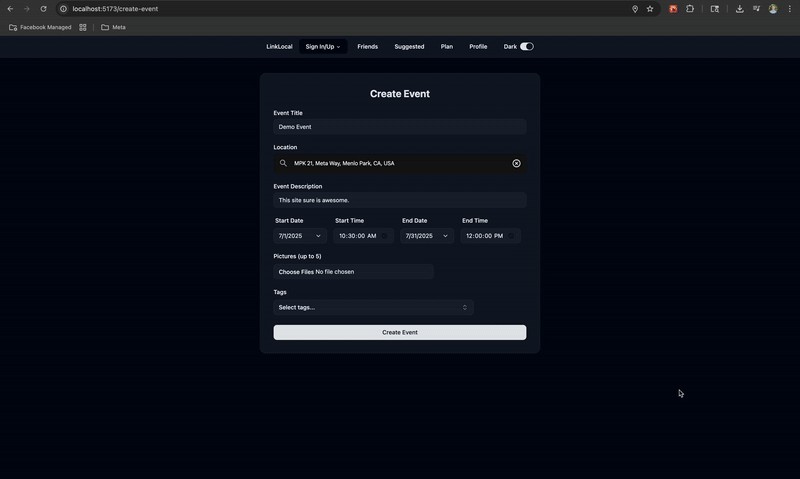 localhost:5173/create-event
Facebook Managed Meta
LinkLocal Sign In/Up Friends Suggested Plan Profile Dark
Create Event
Event Title
Demo Event
Location
MPK 21, Meta Way, Menlo Park, CA, USA
Event Description
This site sure is awesome.
Start Date Start Time End Date End Time
7/1/2025 10:30:00 AM 7/31/2025 12:00:00 PM
Pictures (up to 5)
Choose Files No file chosen
Tags
Select tags...
Create Event